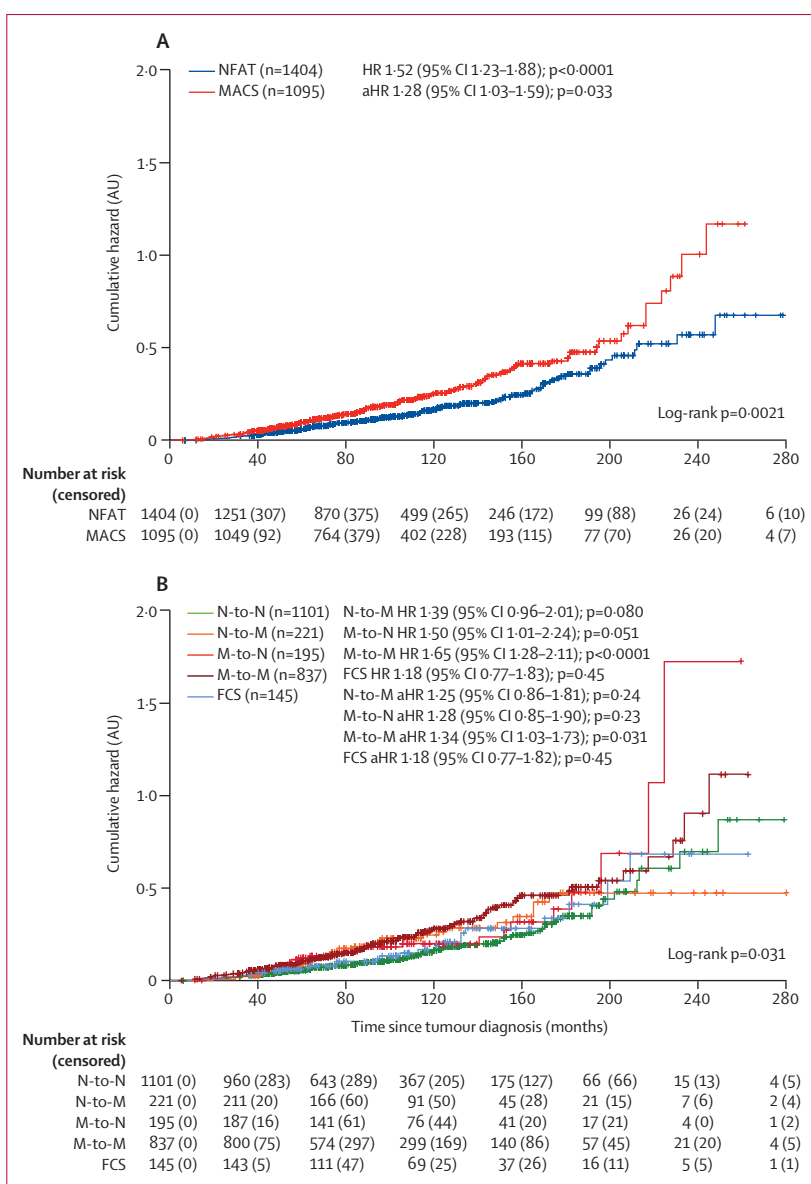 A
NFAT (n=1404) HR 1·52 (95% CI 1·23–1·88); p<0·0001
MACS (n=1095) aHR 1·28 (95% CI 1·03–1·59); p=0·033
2·0
1·5
1·0
0·5
0
Cumulative hazard (AU)
Log-rank p=0·0021
0 40 80 120 160 200 240 280
Number at risk
(censored)
NFAT 1404 (0) 1251 (307) 870 (375) 499 (265) 246 (172) 99 (88) 26 (24) 6 (10)
MACS 1095 (0) 1049 (92) 764 (379) 402 (228) 193 (115) 77 (70) 26 (20) 4 (7)
B
N-to-N (n=1101) N-to-M HR 1·39 (95% CI 0·96–2·01); p=0·080
N-to-M (n=221) M-to-N HR 1·50 (95% CI 1·01–2·24); p=0·051
M-to-N (n=195) M-to-M HR 1·65 (95% CI 1·28–2·11); p<0·0001
M-to-M (n=837) FCS HR 1·18 (95% CI 0·77–1·83); p=0·45
FCS (n=145) N-to-M aHR 1·25 (95% CI 0·86–1·81); p=0·24
M-to-N aHR 1·28 (95% CI 0·85–1·90); p=0·23
M-to-M aHR 1·34 (95% CI 1·03–1·73); p=0·031
FCS aHR 1·18 (95% CI 0·77–1·82); p=0·45
2·0
1·5
1·0
0·5
0
Cumulative hazard (AU)
Log-rank p=0·031
0 40 80 120 160 200 240 280
Time since tumour diagnosis (months)
Number at risk
(censored)
N-to-N 1101 (0) 960 (283) 643 (289) 367 (205) 175 (127) 66 (66) 15 (13) 4 (5)
N-to-M 221 (0) 211 (20) 166 (60) 91 (50) 45 (28) 21 (15) 7 (6) 2 (4)
M-to-N 195 (0) 187 (16) 141 (61) 76 (44) 41 (20) 17 (21) 4 (0) 1 (2)
M-to-M 837 (0) 800 (75) 574 (297) 299 (169) 140 (86) 57 (45) 21 (20) 4 (5)
FCS 145 (0) 143 (5) 111 (47) 69 (25) 37 (26) 16 (11) 5 (5) 1 (1)